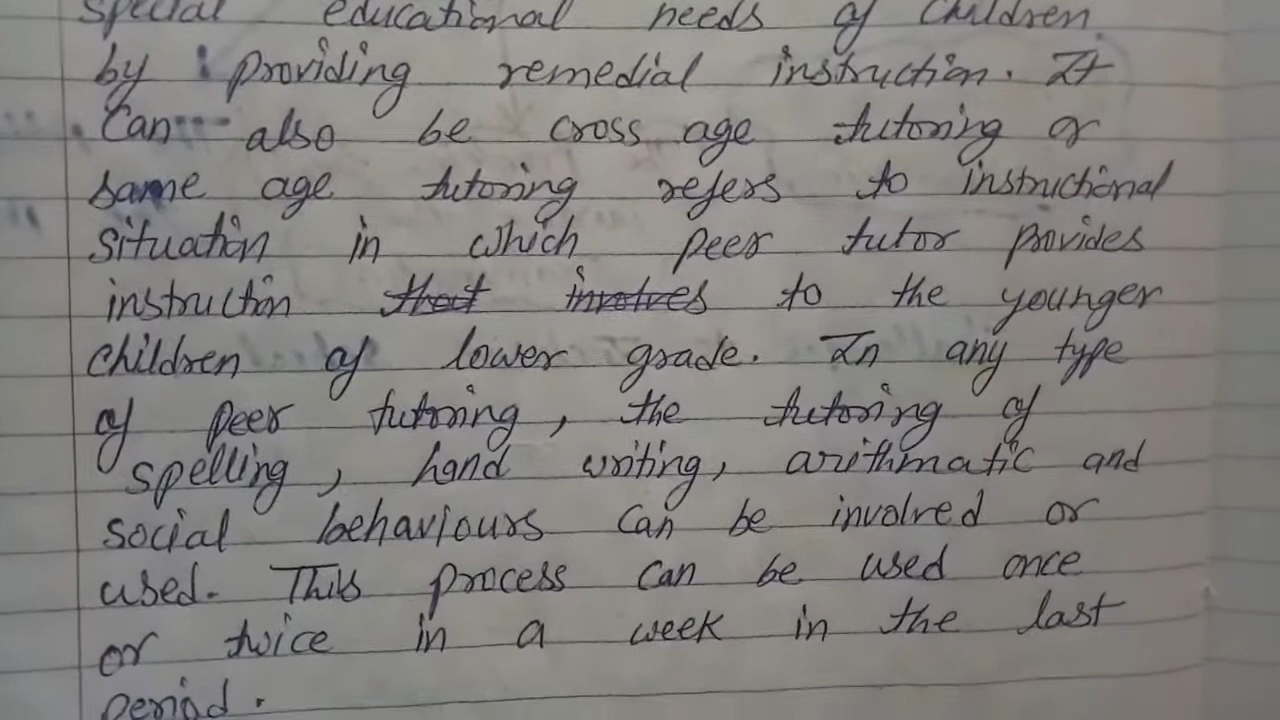 special educational needs of children
by providing remedial instruction. It
Can also be cross age tutoring or
same age tutoring refers to instructional
situation in which peer tutor provides
instruction that involves to the younger
children of lower grade. In any type
of peer tutoring, the tutoring of
spelling, hand writing, arithmatic and
social behaviours can be involved or
used. This process can be used once
or twice in a week in the last
period.